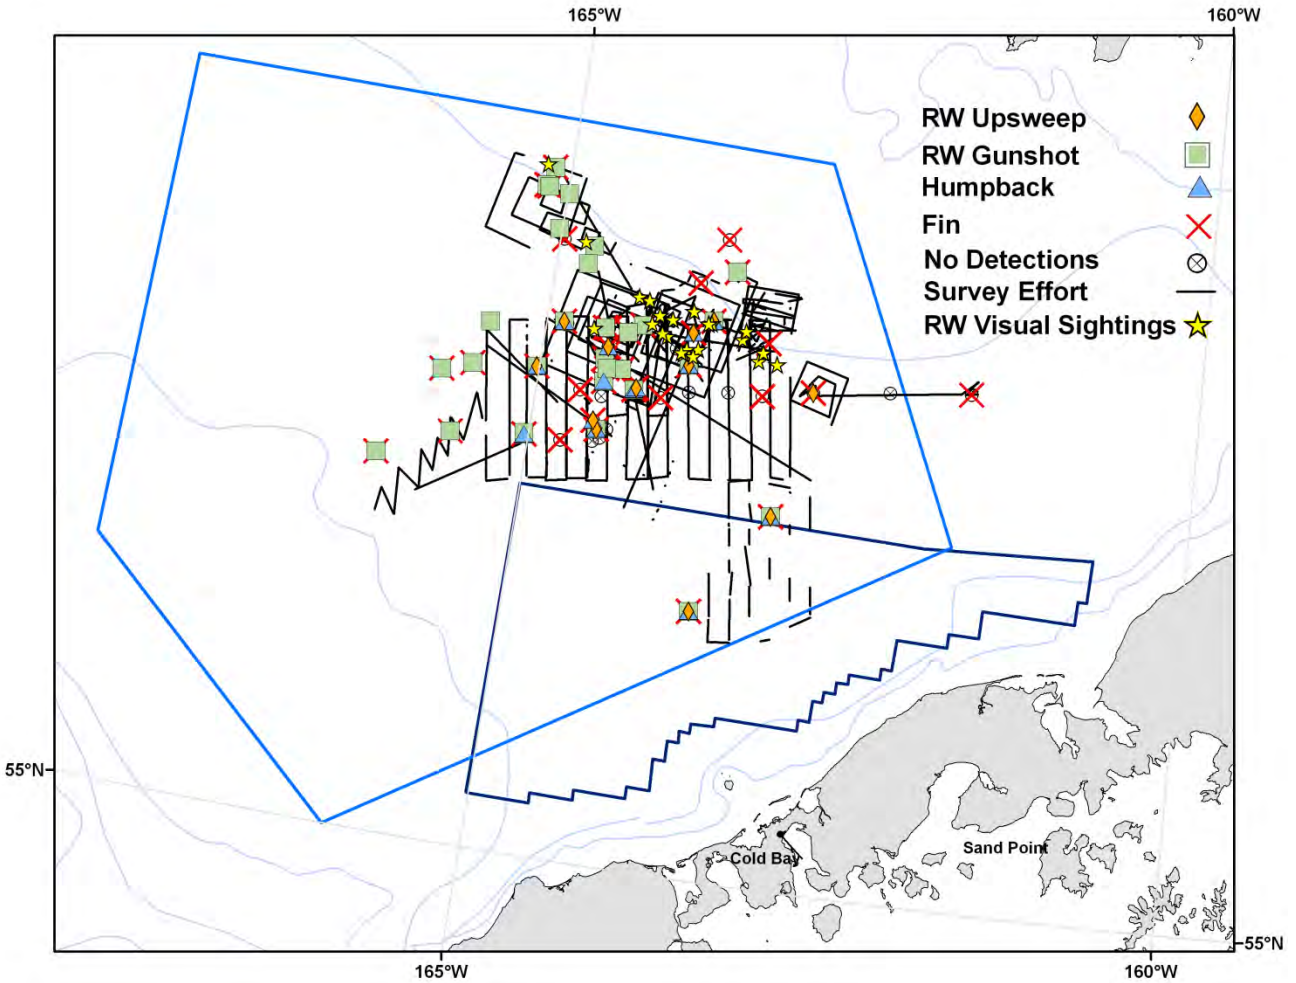 165°W
160°W
RW Upsweep
RW Gunshot
Humpback
Fin
No Detections
Survey Effort
RW Visual Sightings
55°N
Cold Bay
Sand Point
55°N
165°W
160°W